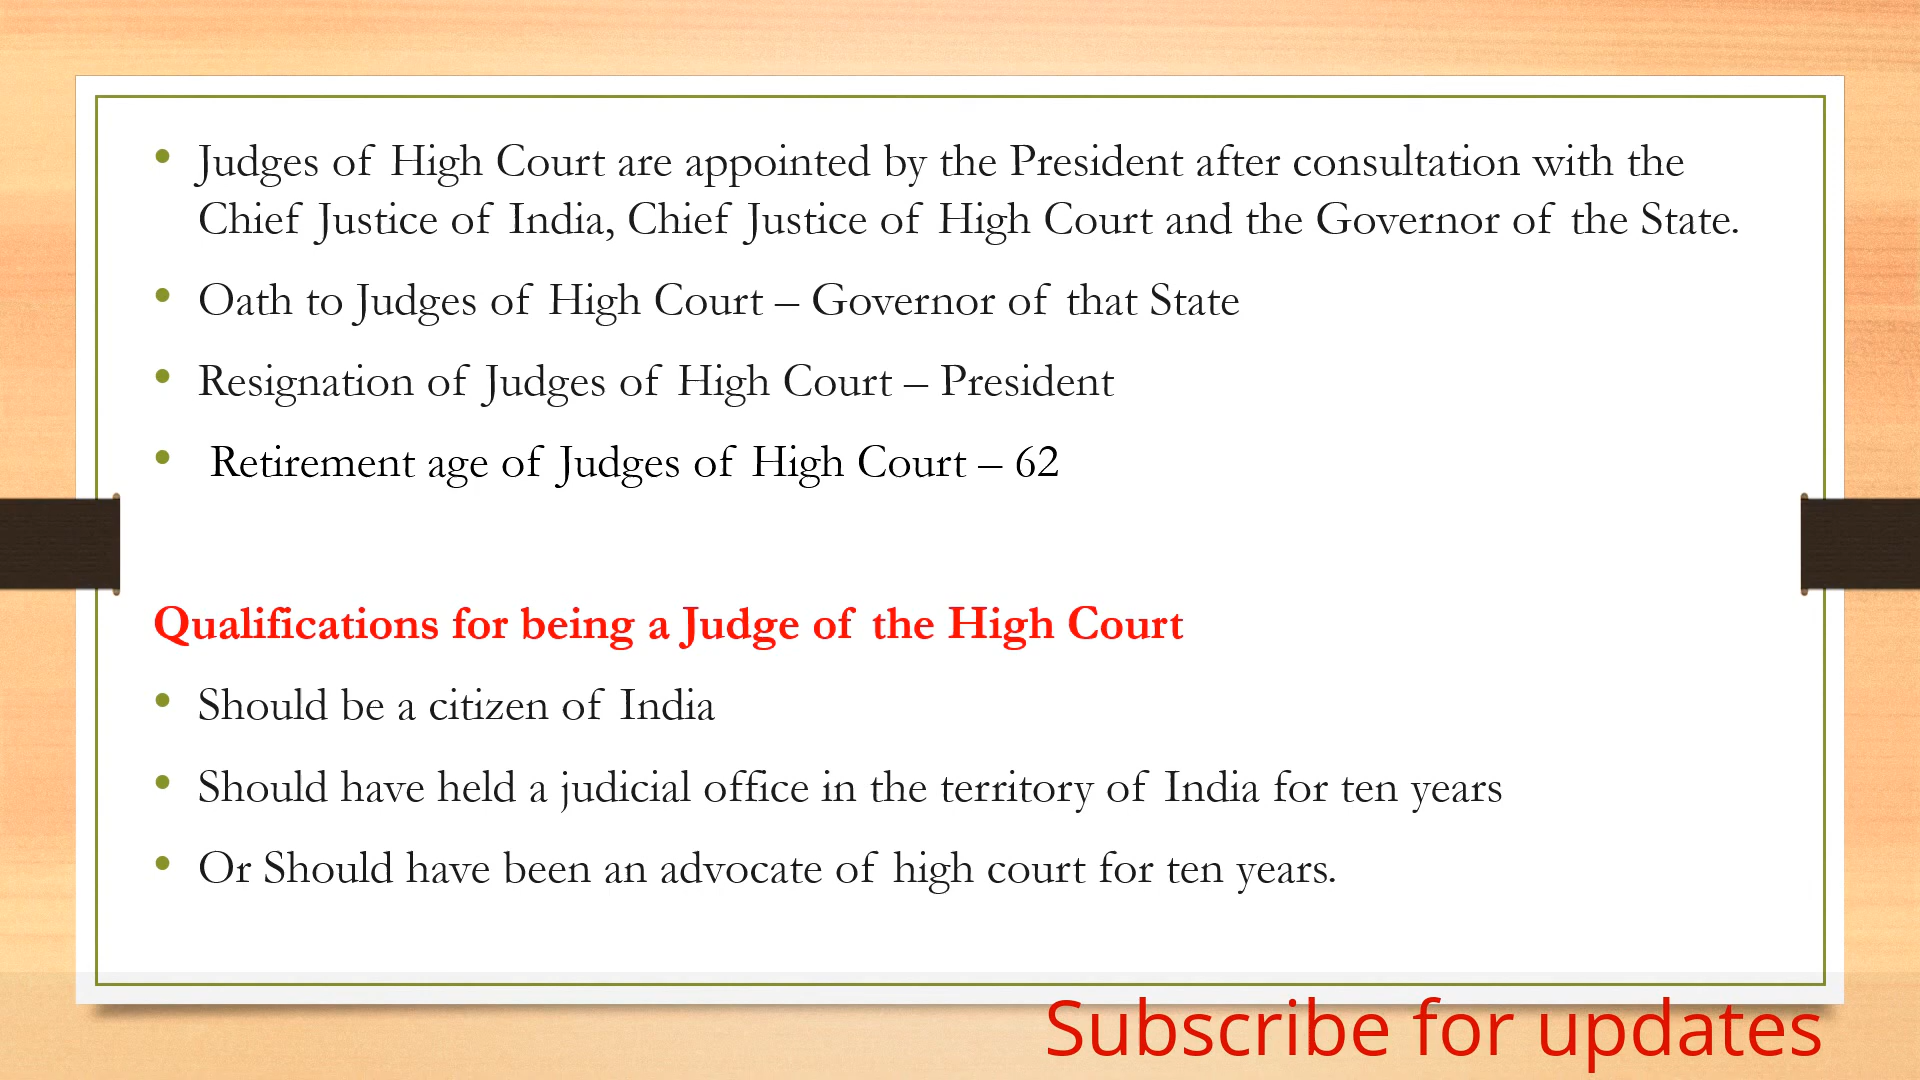 • Judges of High Court are appointed by the President after consultation with the
Chief Justice of India, Chief Justice of High Court and the Governor of the State.
• Oath to Judges of High Court – Governor of that State
• Resignation of Judges of High Court – President
• Retirement age of Judges of High Court – 62
Qualifications for being a Judge of the High Court
• Should be a citizen of India
• Should have held a judicial office in the territory of India for ten years
• Or Should have been an advocate of high court for ten years.
Subscribe for updates